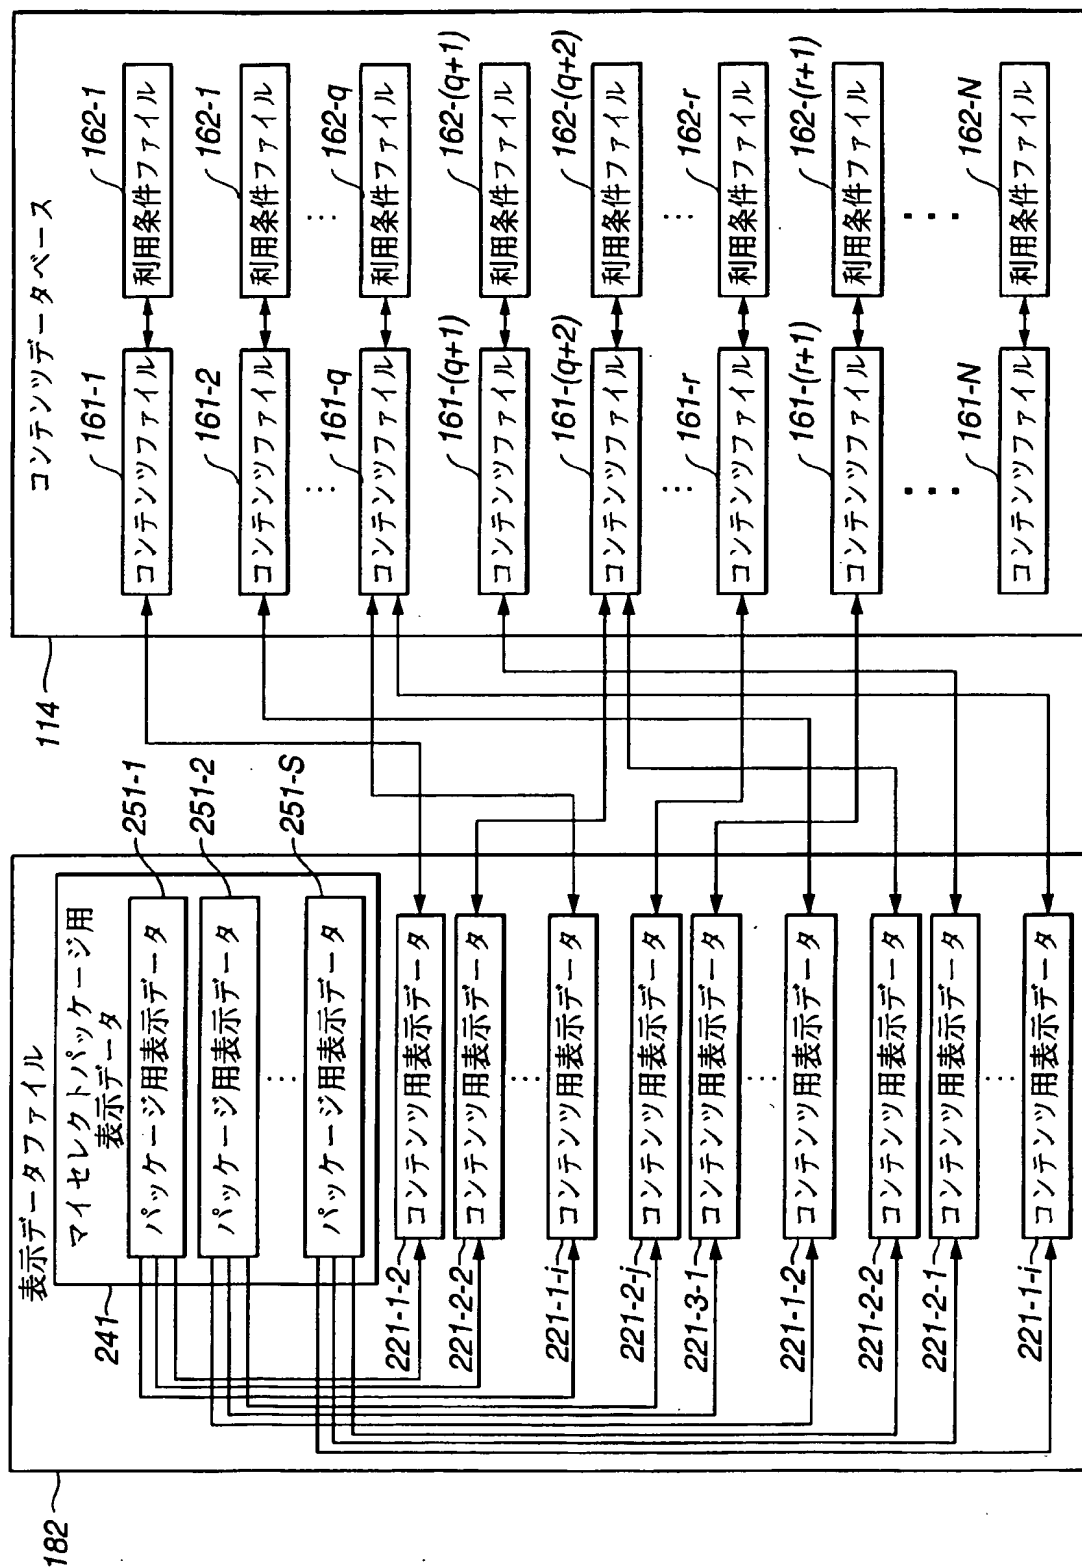 コンテンツデータベース
114
161-1
コンテンツファイル
162-1
利用条件ファイル
161-2
コンテンツファイル
162-1
利用条件ファイル
...
...
161-q
コンテンツファイル
162-q
利用条件ファイル
161-(q+1)
コンテンツファイル
162-(q+1)
利用条件ファイル
161-(q+2)
コンテンツファイル
162-(q+2)
利用条件ファイル
...
...
161-r
コンテンツファイル
162-r
利用条件ファイル
161-(r+1)
コンテンツファイル
162-(r+1)
利用条件ファイル
...
...
161-N
コンテンツファイル
162-N
利用条件ファイル
182
表示データファイル
241
マイセレクトパッケージ用
表示データ
251-1
パッケージ用表示データ
251-2
パッケージ用表示データ
...
251-S
パッケージ用表示データ
221-1-2
コンテンツ用表示データ
221-2-2
コンテンツ用表示データ
...
221-1-i
コンテンツ用表示データ
221-2-j
コンテンツ用表示データ
221-3-1
コンテンツ用表示データ
...
221-1-2
コンテンツ用表示データ
221-2-2
コンテンツ用表示データ
221-2-1
コンテンツ用表示データ
...
221-1-i
コンテンツ用表示データ